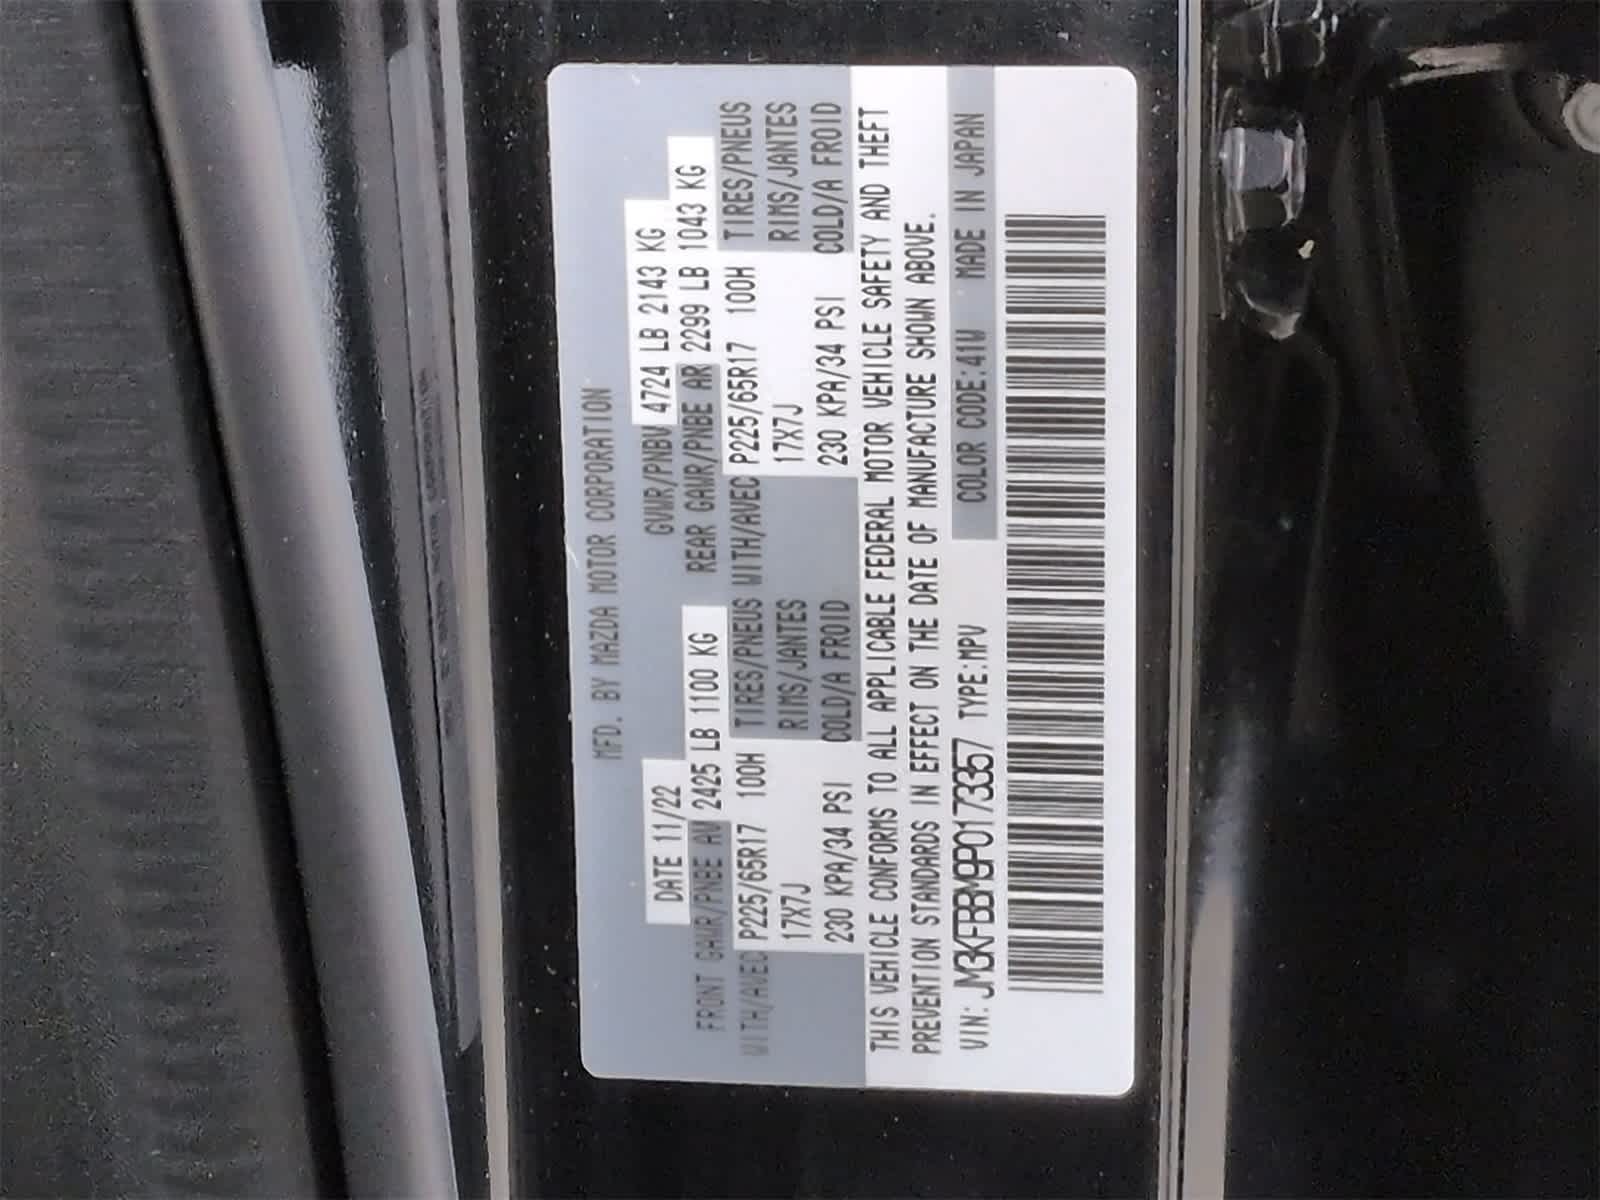 MFD. BY MAZDA MOTOR CORPORATION
DATE 11/22 GVWR/PNBV 4724 LB 2143 KG
FRONT GAWR/PNBE AV 2425 LB 1100 KG REAR GAWR/PNBE AR 2299 LB 1043 KG
WITH/AVEC P225/65R17 100H TIRES/PNEUS WITH/AVEC P225/65R17 100H TIRES/PNEUS
17X7J RIMS/JANTES 17X7J RIMS/JANTES
230 KPA/34 PSI COLD/A FROID 230 KPA/34 PSI COLD/A FROID
THIS VEHICLE CONFORMS TO ALL APPLICABLE FEDERAL MOTOR VEHICLE SAFETY AND THEFT
PREVENTION STANDARDS IN EFFECT ON THE DATE OF MANUFACTURE SHOWN ABOVE.
VIN: JM3KFBBM9P0173357 TYPE:MPV COLOR CODE:41W MADE IN JAPAN